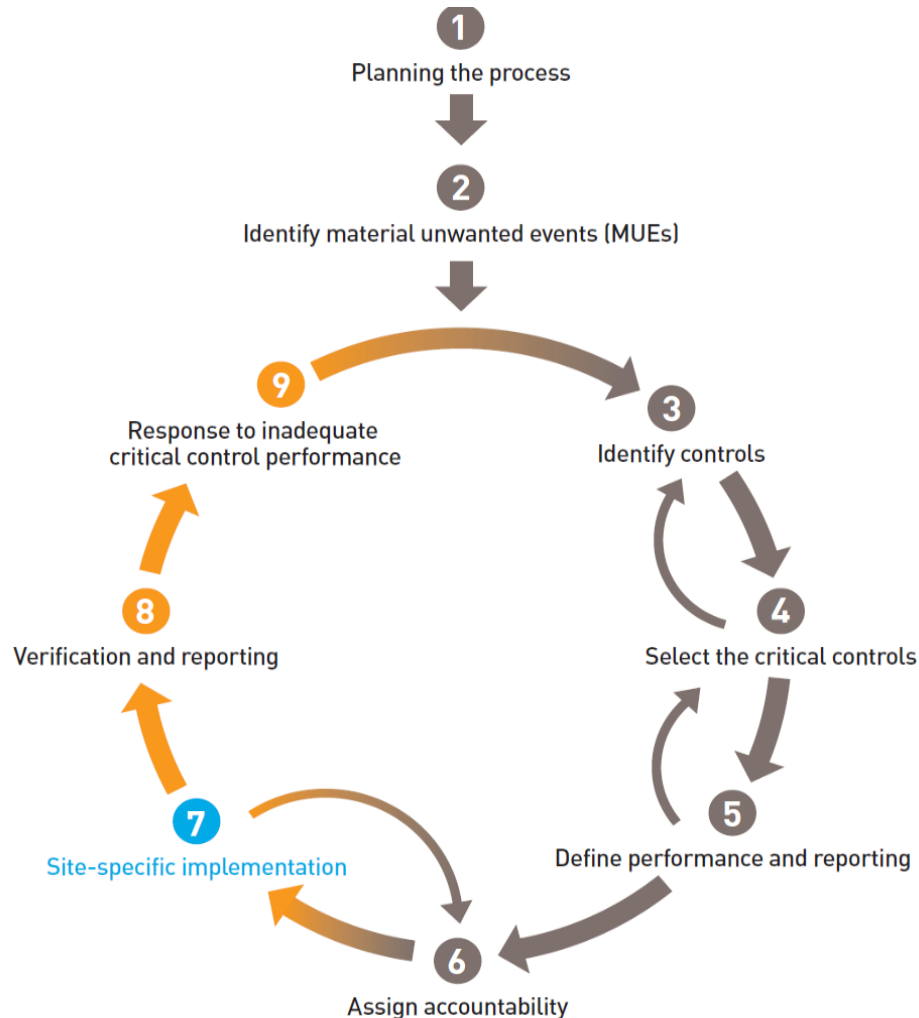 1
Planning the process
2
Identify material unwanted events (MUEs)
9
Response to inadequate
critical control performance
3
Identify controls
8
Verification and reporting
4
Select the critical controls
7
Site-specific implementation
5
Define performance and reporting
6
Assign accountability